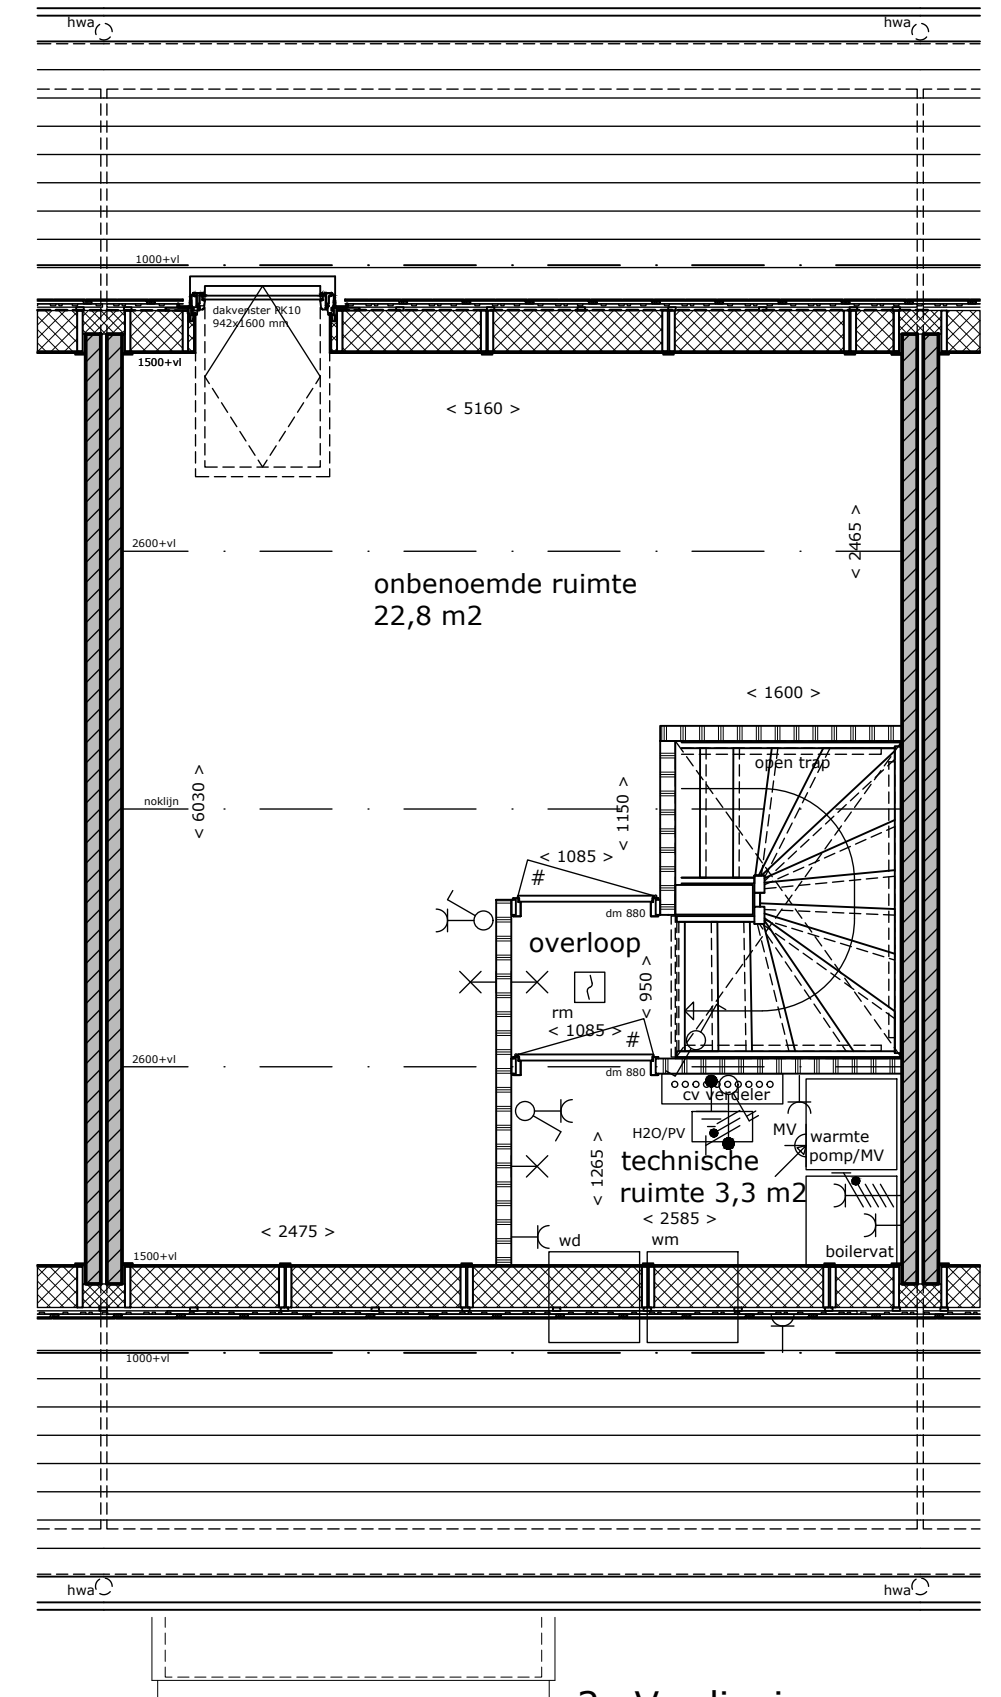 hwa
hwa
1000+vl
dakvenster PK10
942x1600 mm
1500+vl
< 5160 >
2600+vl
< 2465 >
onbenoemde ruimte
22,8 m2
< 1600 >
open trap
noklijn
< 6030 >
< 1150 >
< 1085 >
#
dm 880
overloop
< 950 >
rm
< 1085 >
#
2600+vl
dm 880
cv verdeler
H2O/PV
MV
warmte
pomp/MV
technische
ruimte 3,3 m2
< 1265 >
< 2585 >
< 2475 >
wd
wm
boilervat
1500+vl
1000+vl
hwa
hwa